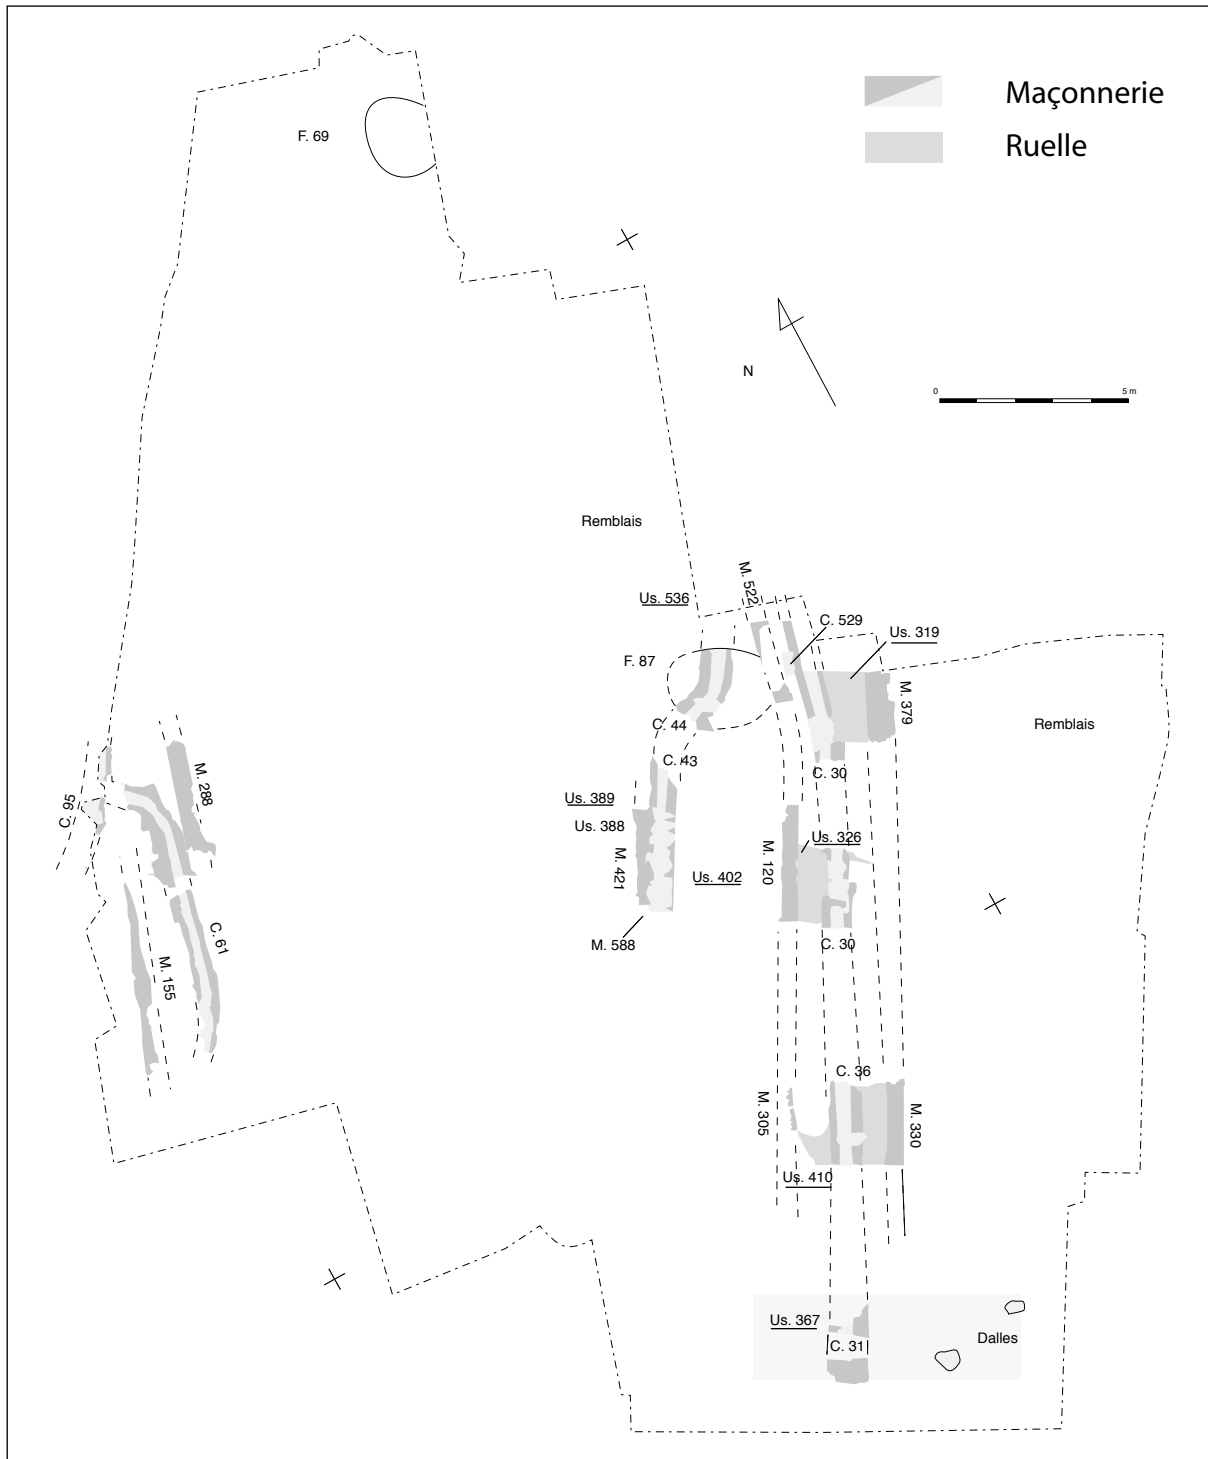 Maçonnerie
Ruelle
F. 69
N
0
5 m
Remblais
M. 522
Us. 536
C. 529
Us. 319
F. 87
M. 379
C. 44
Remblais
C. 43
C. 30
M. 288
C. 95
Us. 389
Us. 388
Us. 326
M. 421
Us. 402
M. 120
M. 588
C. 30
C. 61
M. 155
C. 36
M. 305
M. 330
Us. 410
Us. 367
C. 31
Dalles